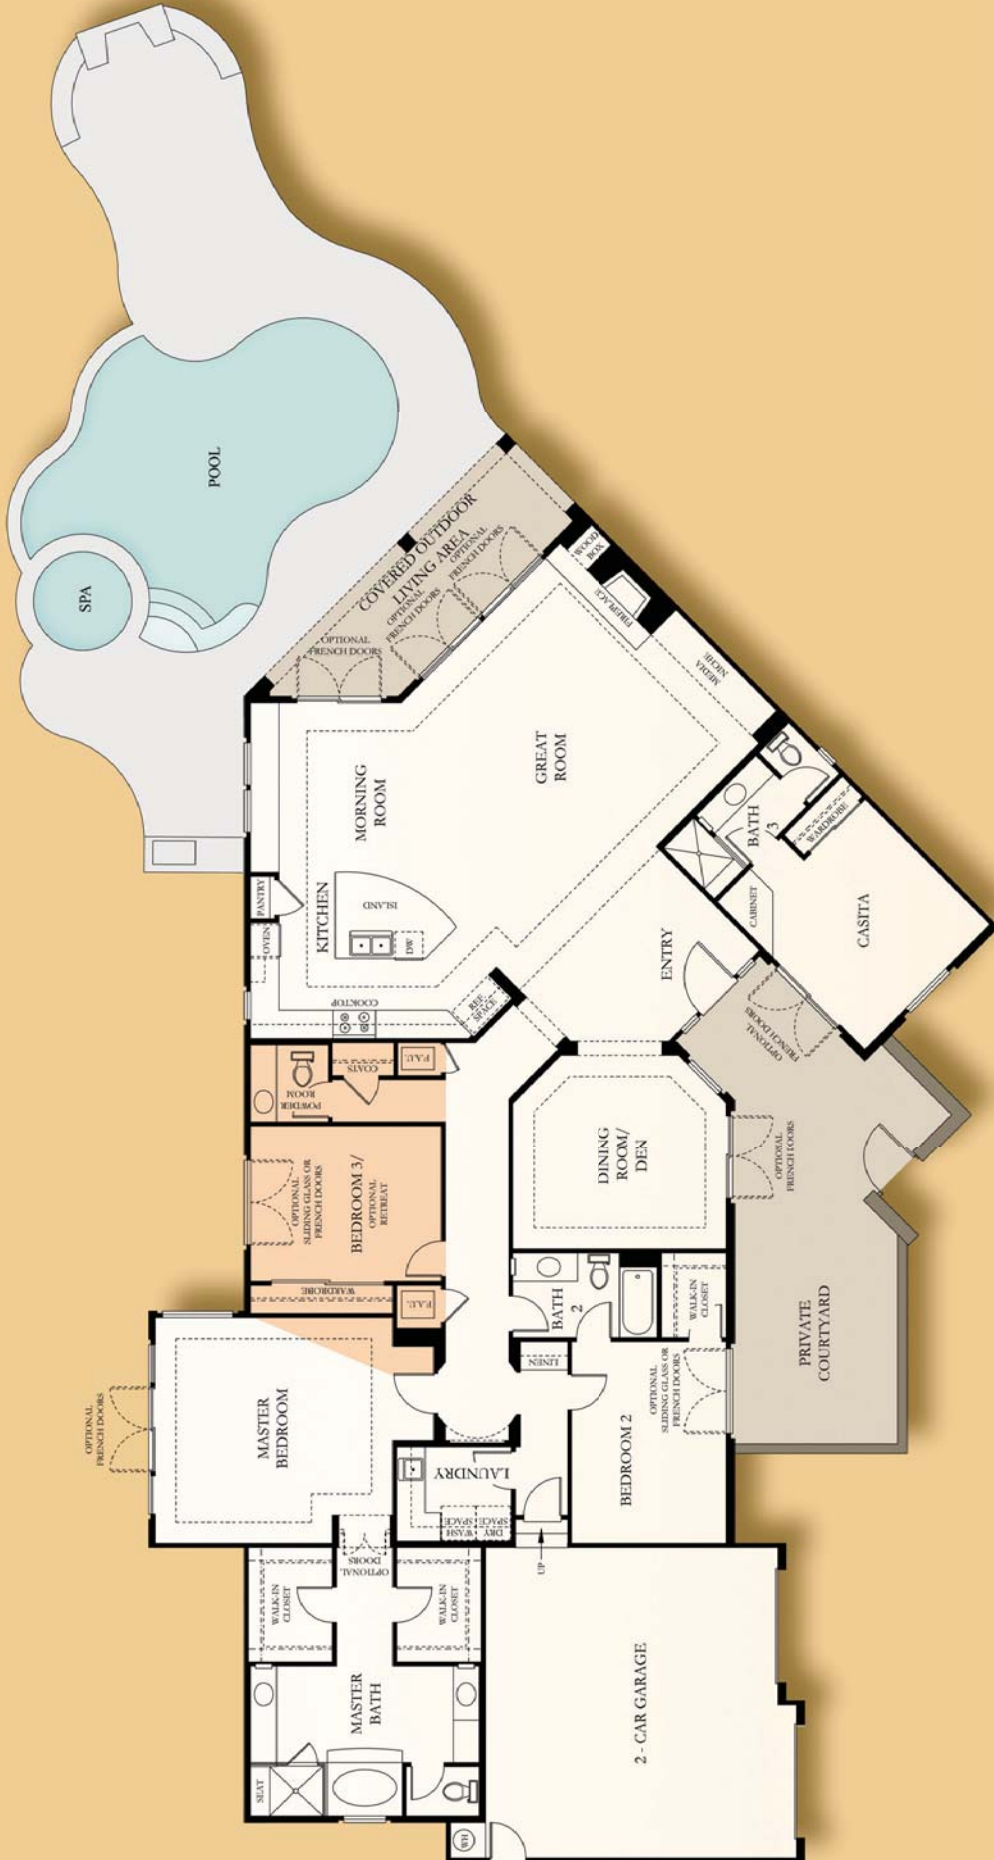 POOL
SPA
COVERED OUTDOOR
LIVING AREA
OPTIONAL
FRENCH DOORS
OPTIONAL
FRENCH DOORS
OPTIONAL
FRENCH DOORS
WOOD
BOX
FIREPLACE
MEDIA
NICHE
GREAT
ROOM
MORNING
ROOM
KITCHEN
ISLAND
DW
PANTRY
OVEN
COOKTOP
REF
SPACE
BATH
3
WARDROBE
CABINET
CASITA
ENTRY
OPTIONAL
FRENCH DOORS
POWDER
ROOM
COATS
F.A.U.
DINING
ROOM/
DEN
OPTIONAL
FRENCH DOORS
BEDROOM 3/
OPTIONAL
RETREAT
OPTIONAL
SLIDING GLASS OR
FRENCH DOORS
WARDROBE
F.A.U.
BATH
2
WALK-IN
CLOSET
LINEN
PRIVATE
COURTYARD
OPTIONAL
SLIDING GLASS OR
FRENCH DOORS
BEDROOM 2
MASTER
BEDROOM
OPTIONAL
FRENCH DOORS
LAUNDRY
WASH
SPACE
DRY
SPACE
UP
OPTIONAL
DOORS
WALK-IN
CLOSET
WALK-IN
CLOSET
MASTER
BATH
SEAT
2 - CAR GARAGE
WH